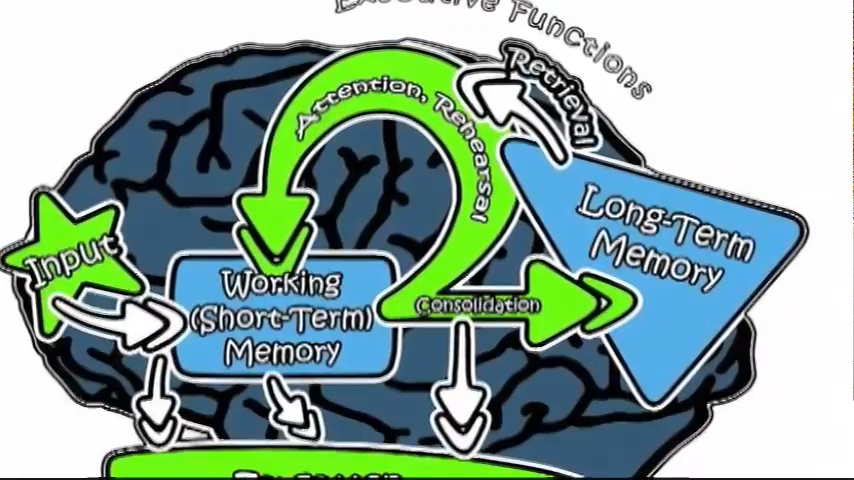 Executive Functions
Retrieval
Attention, Rehearsal
Long-Term
Memory
Input
Working
(Short-Term)
Memory
Consolidation